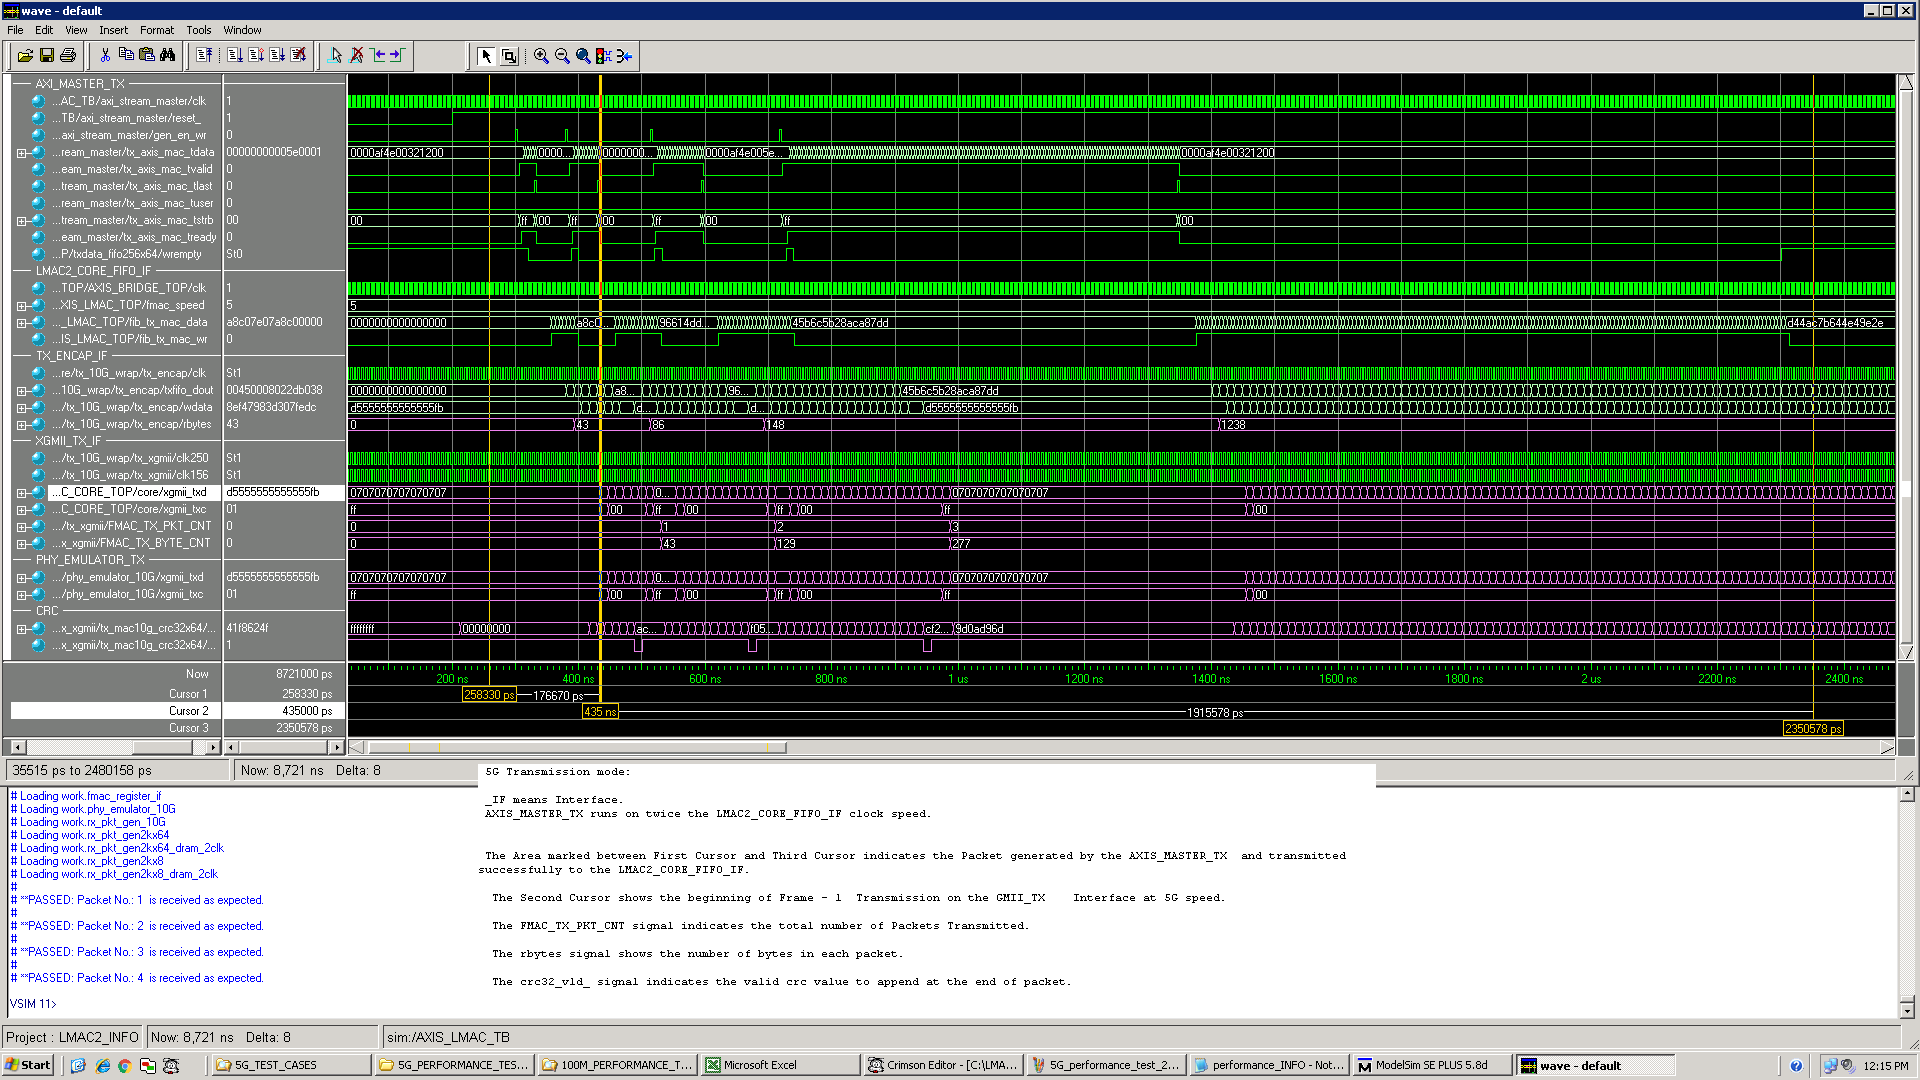 wave - default
File Edit View Insert Format Tools Window
AXI_MASTER_TX
...AC_TB/axi_stream_master/clk 1
...TB/axi_stream_master/reset_ 1
...axi_stream_master/gen_en_wr 0
...ream_master/tx_axis_mac_tdata 00000000005e0001 0000af4e00321200 0000... 0000000... 0000af4e005e... 0000af4e00321200
...eam_master/tx_axis_mac_tvalid 0
...tream_master/tx_axis_mac_tlast 0
...ream_master/tx_axis_mac_tuser 0
...tream_master/tx_axis_mac_tstrb 00 00 ff 00 ff 00 ff 00 ff 00
...eam_master/tx_axis_mac_tready 0
...P/txdata_fifo256x64/wrempty St0
LMAC2_CORE_FIFO_IF
...TOP/AXIS_BRIDGE_TOP/clk 1
...XIS_LMAC_TOP/fmac_speed 5 5
..._LMAC_TOP/fib_tx_mac_data a8c07e07a8c00000 0000000000000000 a8c0... 96614dd... 45b6c5b28aca87dd d44ac7b644e49e2e
...IS_LMAC_TOP/fib_tx_mac_wr 0
TX_ENCAP_IF
...re/tx_10G_wrap/tx_encap/clk St1
...10G_wrap/tx_encap/txfifo_dout 00450008022db038 0000000000000000 a8... 96... 45b6c5b28aca87dd
.../tx_10G_wrap/tx_encap/wdata 8ef47983d307fedc d5555555555555fb d... d... d5555555555555fb
.../tx_10G_wrap/tx_encap/rbytes 43 0 43 86 148 1238
XGMII_TX_IF
.../tx_10G_wrap/tx_xgmii/clk250 St1
.../tx_10G_wrap/tx_xgmii/clk156 St1
...C_CORE_TOP/core/xgmii_txd d5555555555555fb 0707070707070707 0... 0707070707070707
...C_CORE_TOP/core/xgmii_txc 01 ff 00 ff 00 ff 00 ff 00
.../tx_xgmii/FMAC_TX_PKT_CNT 0 0 1 2 3
...x_xgmii/FMAC_TX_BYTE_CNT 0 0 43 129 277
PHY_EMULATOR_TX
.../phy_emulator_10G/xgmii_txd d5555555555555fb 0707070707070707 0... 0707070707070707
.../phy_emulator_10G/xgmii_txc 01 ff 00 ff 00 ff 00 ff 00
CRC
...x_xgmii/tx_mac10g_crc32x64/... 41f8624f ffffffff 00000000 ac... f05... cf2... 9d0ad96d
...x_xgmii/tx_mac10g_crc32x64/... 1
Now 8721000 ps 200 ns 400 ns 600 ns 800 ns 1 us 1200 ns 1400 ns 1600 ns 1800 ns 2 us 2200 ns 2400 ns
Cursor 1 258330 ps 258330 ps 176670 ps
Cursor 2 435000 ps 435 ns 1915578 ps
Cursor 3 2350578 ps 2350578 ps
35515 ps to 2480158 ps Now: 8,721 ns Delta: 8
# Loading work.fmac_register_if
# Loading work.phy_emulator_10G
# Loading work.rx_pkt_gen_10G
# Loading work.rx_pkt_gen2kx64
# Loading work.rx_pkt_gen2kx64_dram_2clk
# Loading work.rx_pkt_gen2kx8
# Loading work.rx_pkt_gen2kx8_dram_2clk
#
# **PASSED: Packet No.: 1 is received as expected.
#
# **PASSED: Packet No.: 2 is received as expected.
#
# **PASSED: Packet No.: 3 is received as expected.
#
# **PASSED: Packet No.: 4 is received as expected.
VSIM 11>
5G Transmission mode:
_IF means Interface.
AXIS_MASTER_TX runs on twice the LMAC2_CORE_FIFO_IF clock speed.
The Area marked between First Cursor and Third Cursor indicates the Packet generated by the AXIS_MASTER_TX and transmitted
successfully to the LMAC2_CORE_FIFO_IF.
The Second Cursor shows the beginning of Frame - 1 Transmission on the GMII_TX Interface at 5G speed.
The FMAC_TX_PKT_CNT signal indicates the total number of Packets Transmitted.
The rbytes signal shows the number of bytes in each packet.
The crc32_vld_ signal indicates the valid crc value to append at the end of packet.
Project : LMAC2_INFO Now: 8,721 ns Delta: 8 sim:/AXIS_LMAC_TB
Start 5G_TEST_CASES 5G_PERFORMANCE_TES... 100M_PERFORMANCE_T... Microsoft Excel Crimson Editor - [C:\LMA... 5G_performance_test_2... performance_INFO - Not... ModelSim SE PLUS 5.8d wave - default 12:15 PM